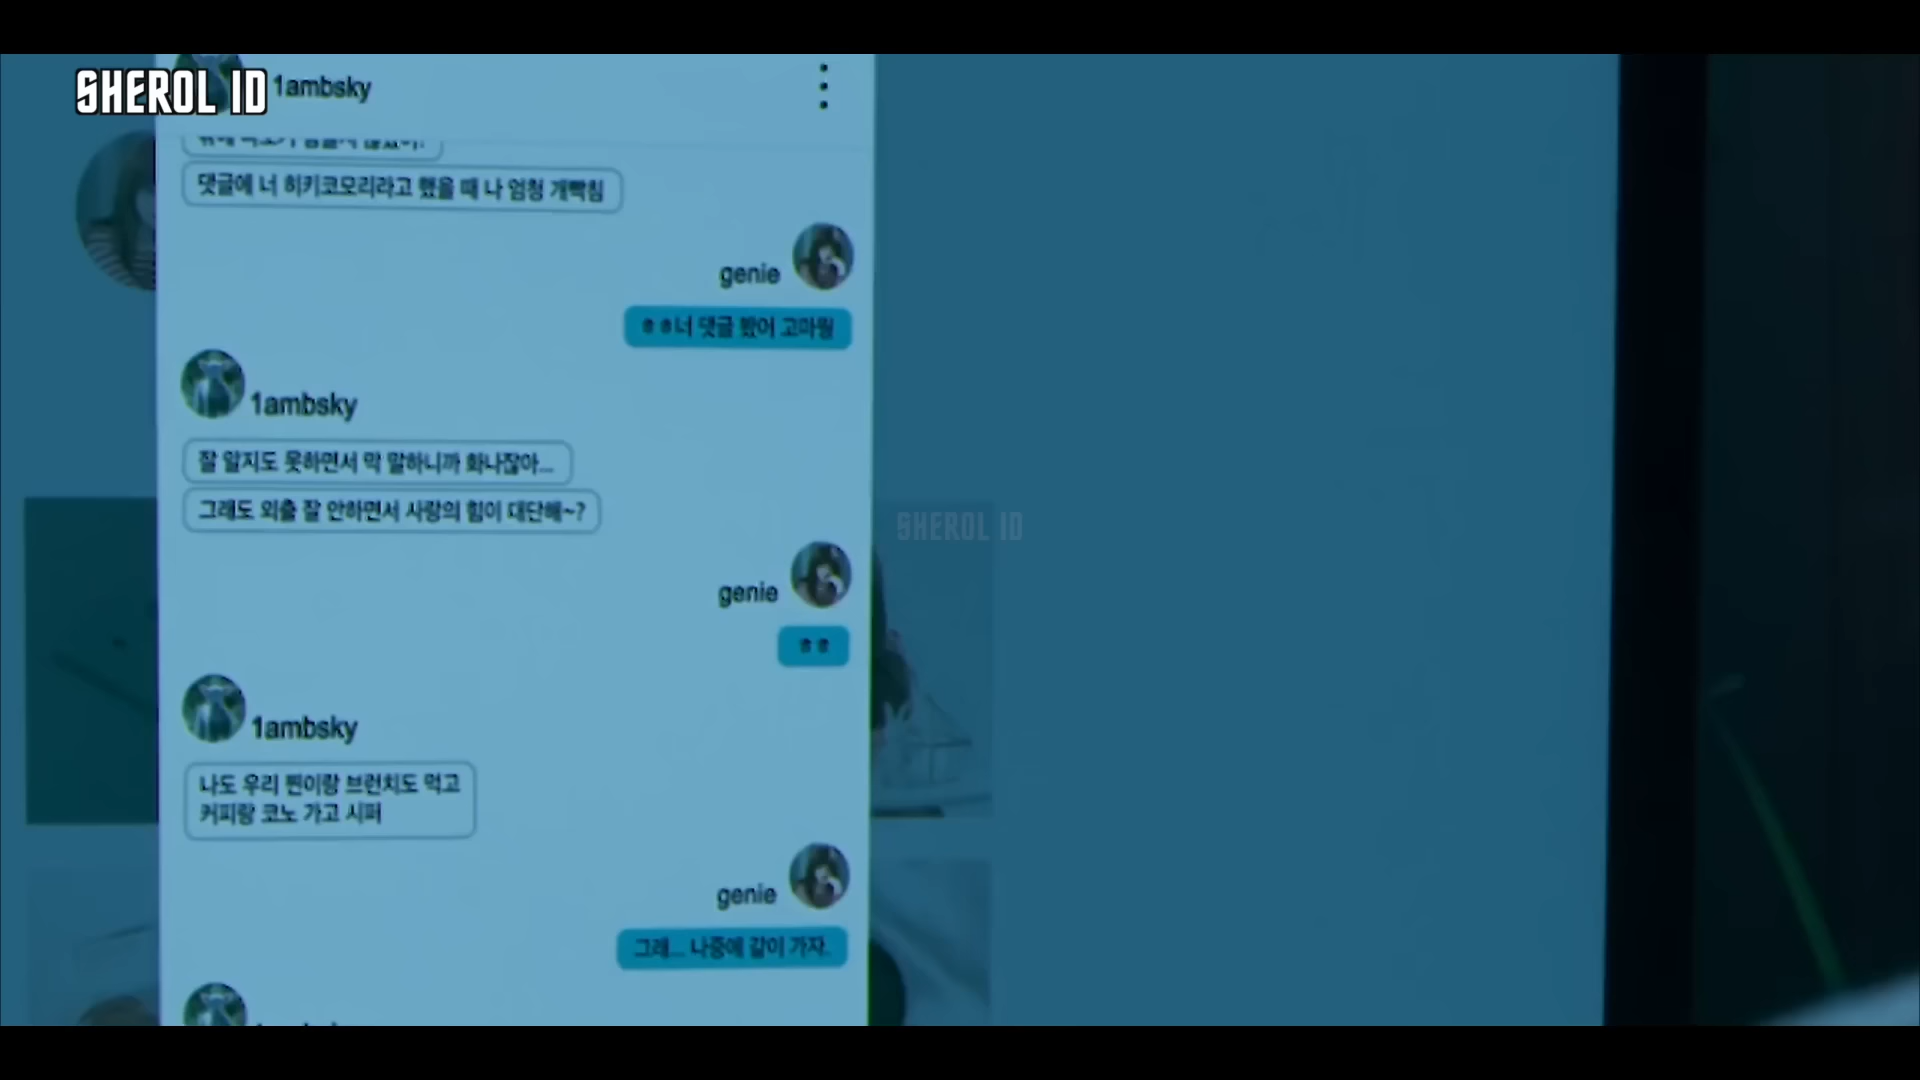 SHEROL ID
1ambsky
댓글에 너 히키코모리라고 했을 때 나 엄청 개빡침
genie
ㅎㅎ너 댓글 봤어 고마워
1ambsky
잘 알지도 못하면서 막 말하니까 화나잖아...
그래도 외출 잘 안하면서 사랑의 힘이 대단해~?
SHEROL ID
genie
ㅎㅎ
1ambsky
나도 우리 찐이랑 브런치도 먹고
커피랑 코노 가고 시퍼
genie
그래... 나중에 같이 가자.